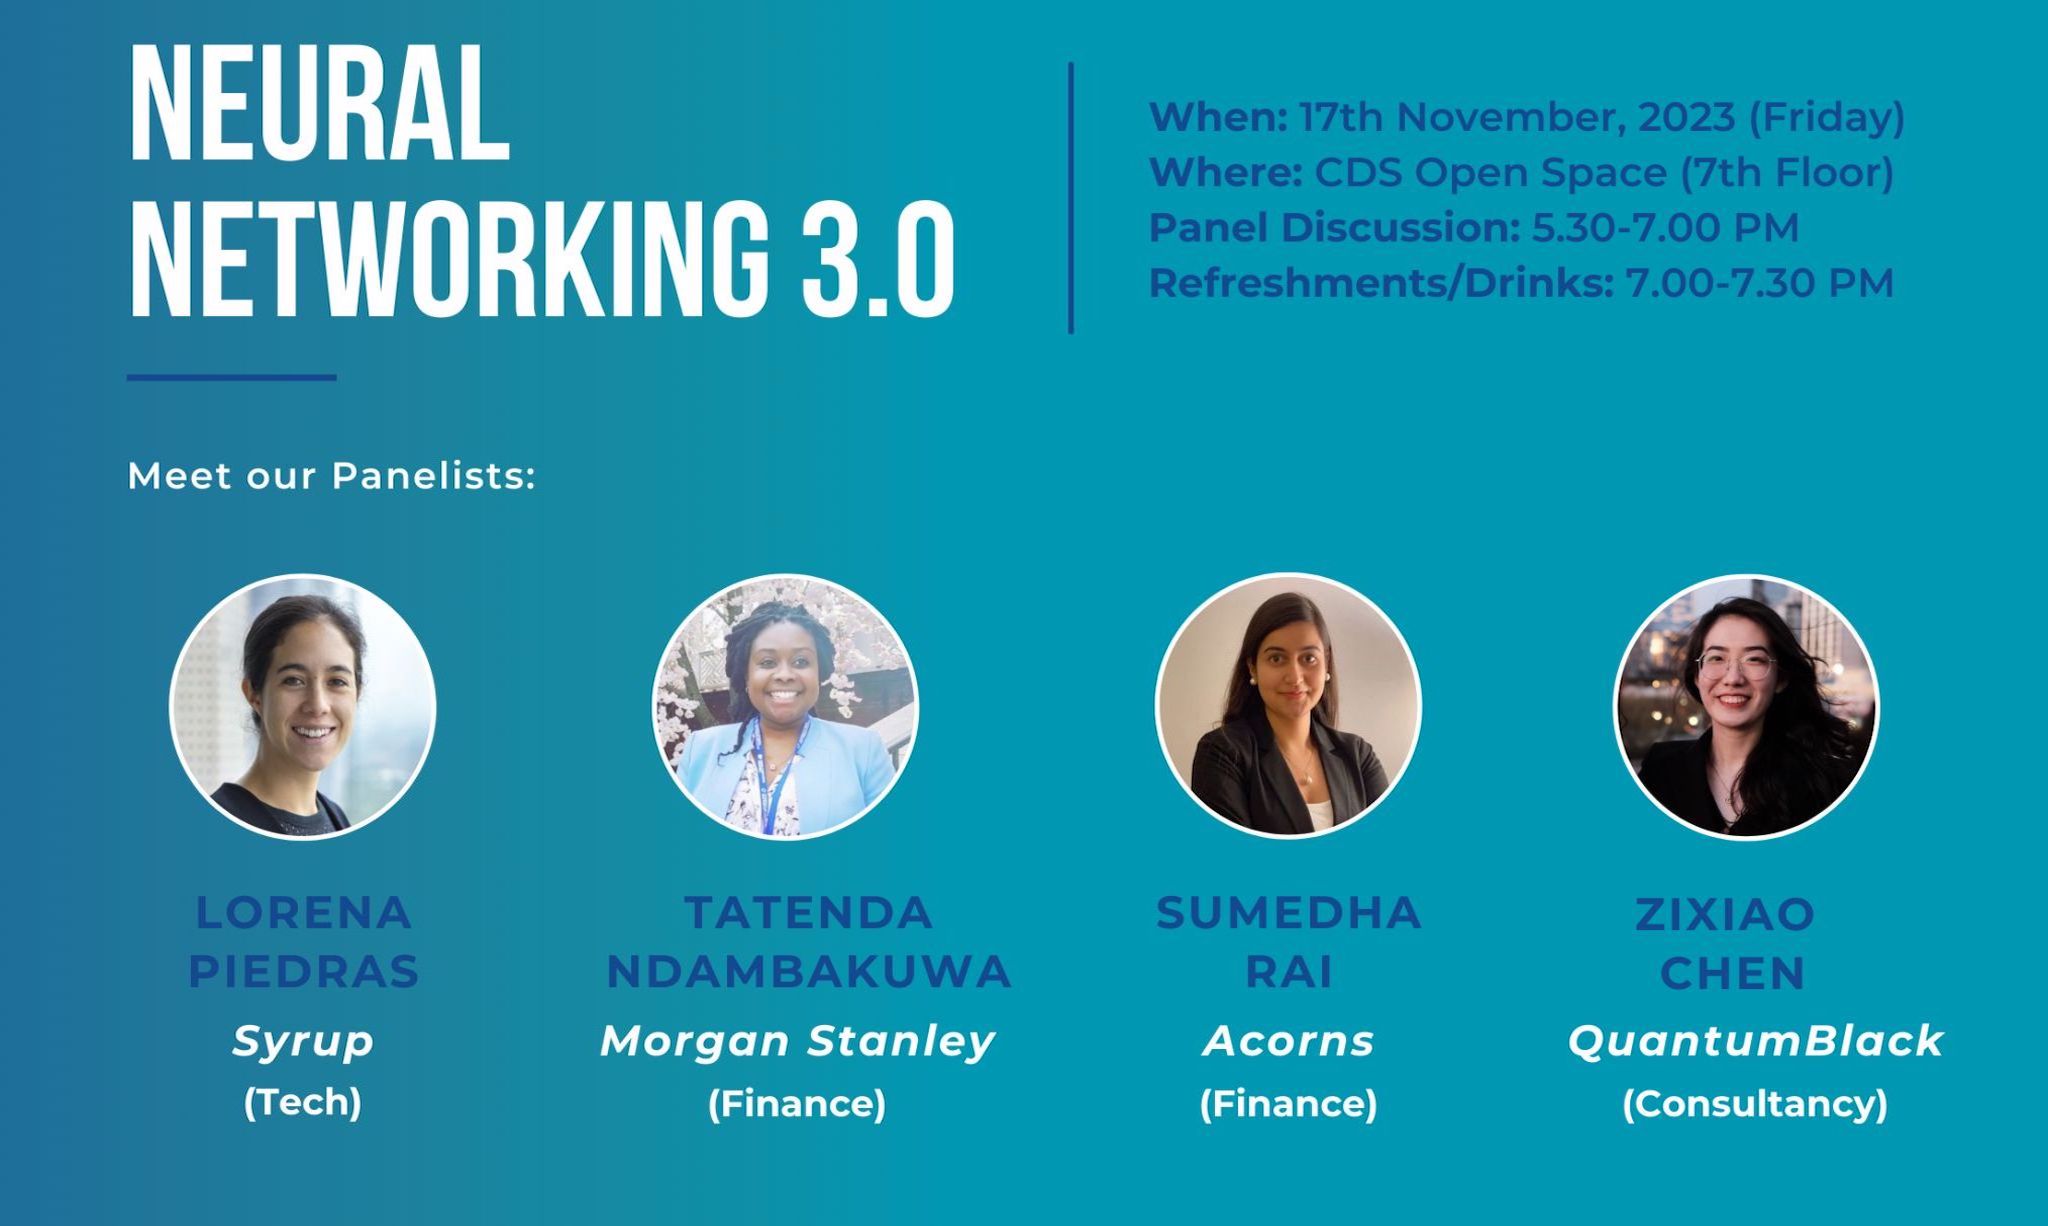 NEURAL
NETWORKING 3.0
When: 17th November, 2023 (Friday)
Where: CDS Open Space (7th Floor)
Panel Discussion: 5.30-7.00 PM
Refreshments/Drinks: 7.00-7.30 PM
Meet our Panelists:
LORENA
PIEDRAS
Syrup
(Tech)
TATENDA
NDAMBAKUWA
Morgan Stanley
(Finance)
SUMEDHA
RAI
Acorns
(Finance)
ZIXIAO
CHEN
QuantumBlack
(Consultancy)